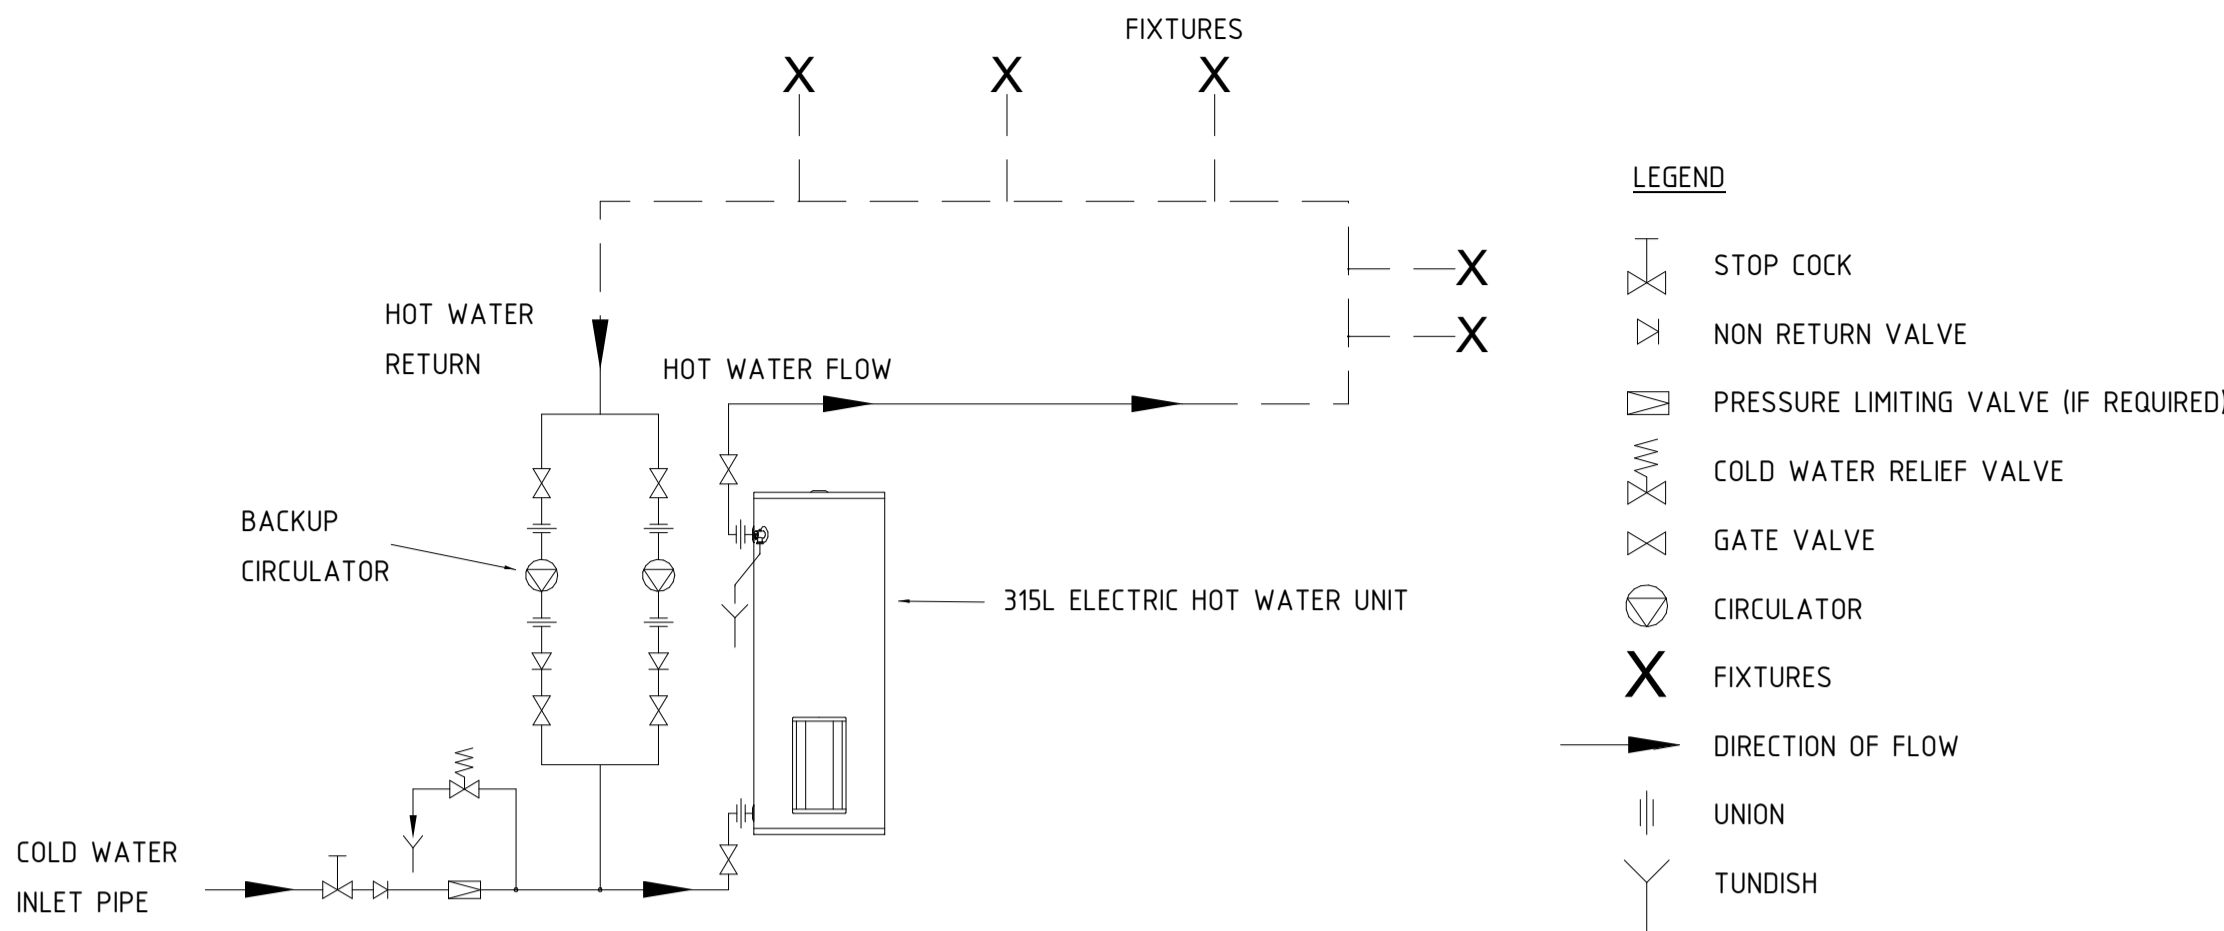 FIXTURES
X X X
LEGEND
STOP COCK
X
HOT WATER
RETURN
X
NON RETURN VALVE
HOT WATER FLOW
PRESSURE LIMITING VALVE (IF REQUIRED)
COLD WATER RELIEF VALVE
BACKUP
CIRCULATOR
GATE VALVE
315L ELECTRIC HOT WATER UNIT
CIRCULATOR
X FIXTURES
DIRECTION OF FLOW
UNION
COLD WATER
INLET PIPE
TUNDISH